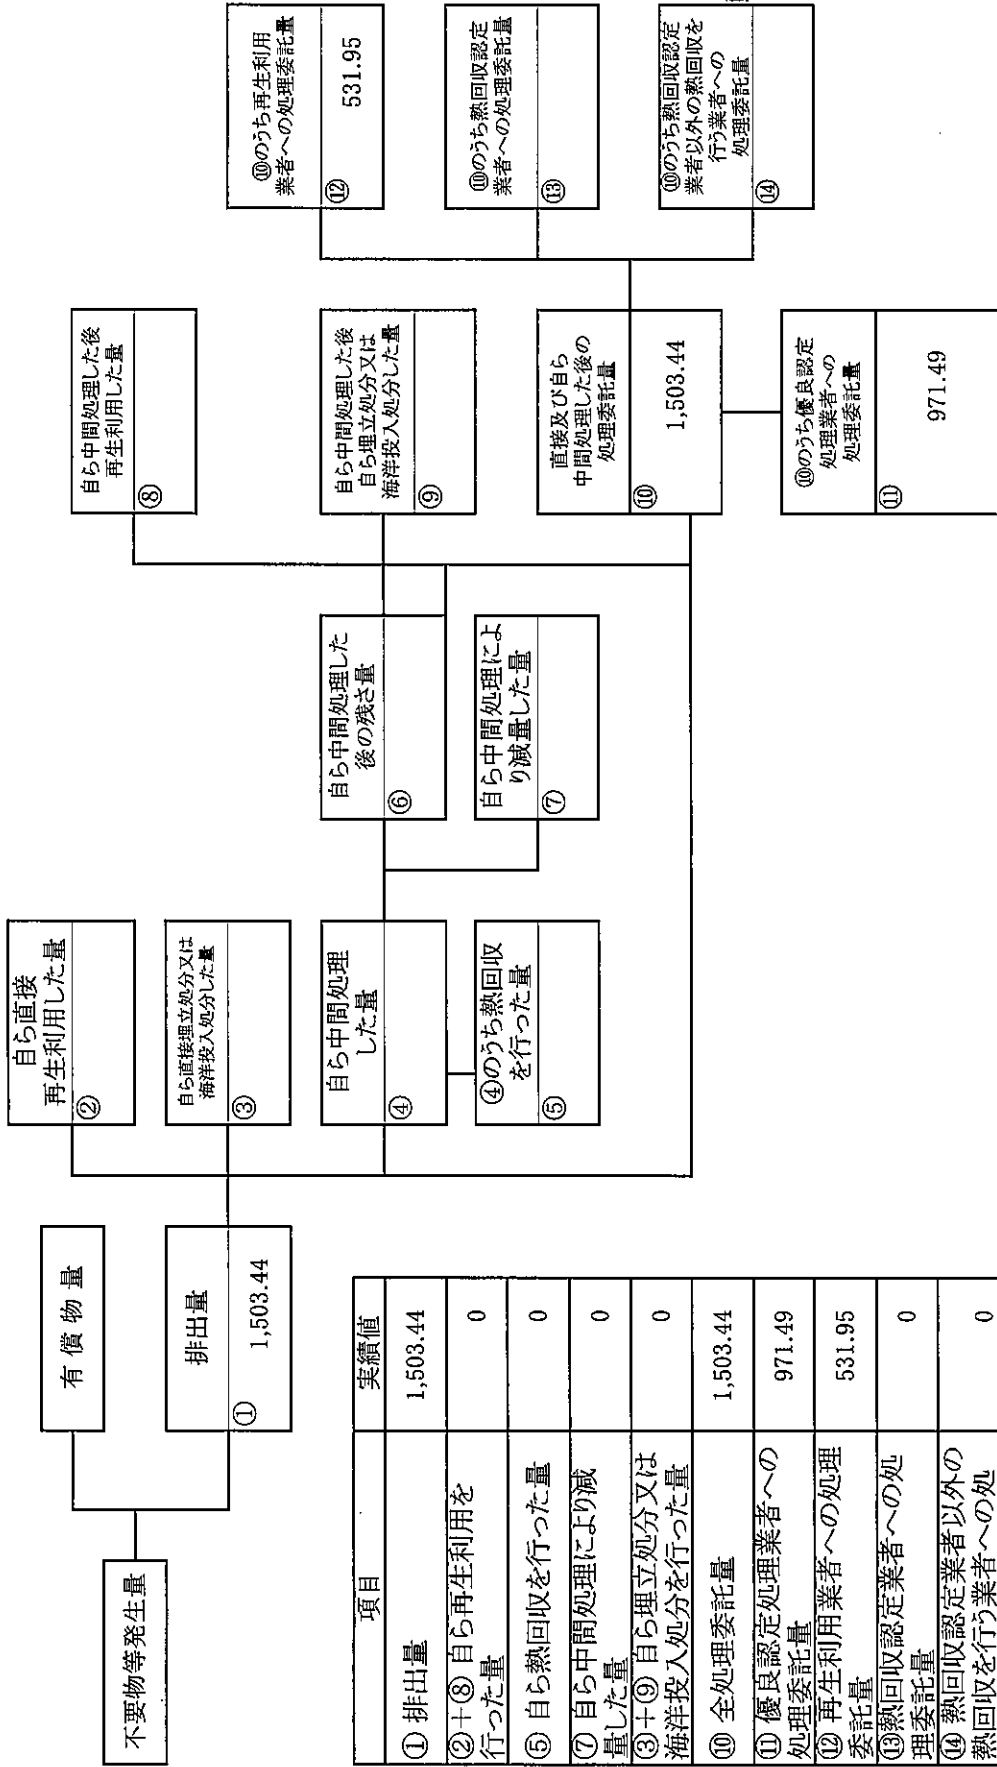 不要物等発生量
有償物量
排出量
① 1,503.44
自ら直接
再生利用した量
②
自ら直接埋立処分又は
海洋投入処分した量
③
自ら中間処理
した量
④
④のうち熱回収
を行った量
⑤
自ら中間処理した
後の残さ量
⑥
自ら中間処理によ
り減量した量
⑦
自ら中間処理した後
再生利用した量
⑧
自ら中間処理した後
自ら埋立処分又は
海洋投入処分した量
⑨
直接及び自ら
中間処理した後の
処理委託量
⑩ 1,503.44
⑩のうち優良認定
処理業者への
処理委託量
⑪ 971.49
⑩のうち再生利用
業者への処理委託量
⑫ 531.95
⑩のうち熱回収認定
業者への処理委託量
⑬
⑩のうち熱回収認定
業者以外の熱回収を
行う業者への
処理委託量
⑭
項目 実績値
① 排出量 1,503.44
②+⑧ 自ら再生利用を
行った量 0
⑤ 自ら熱回収を行った量 0
⑦ 自ら中間処理により減
量した量 0
③+⑨ 自ら埋立処分又は
海洋投入処分を行った量 0
⑩ 全処理委託量 1,503.44
⑪ 優良認定処理業者への
処理委託量 971.49
⑫ 再生利用業者への処理
委託量 531.95
⑬熱回収認定業者への処
理委託量 0
⑭ 熱回収認定業者以外の
熱回収を行う業者への処 0